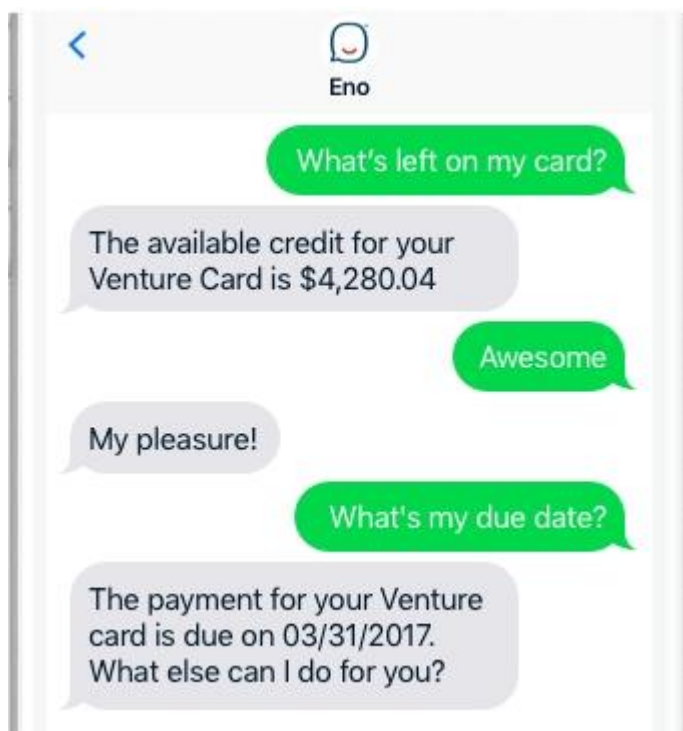 Eno
What's left on my card?
The available credit for your
Venture Card is $4,280.04
Awesome
My pleasure!
What's my due date?
The payment for your Venture
card is due on 03/31/2017.
What else can I do for you?